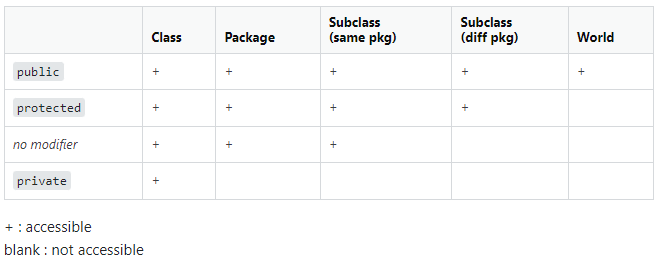 Class Package Subclass (same pkg) Subclass (diff pkg) World
public + + + + +
protected + + + +
no modifier + + +
private +
+ : accessible
blank : not accessible